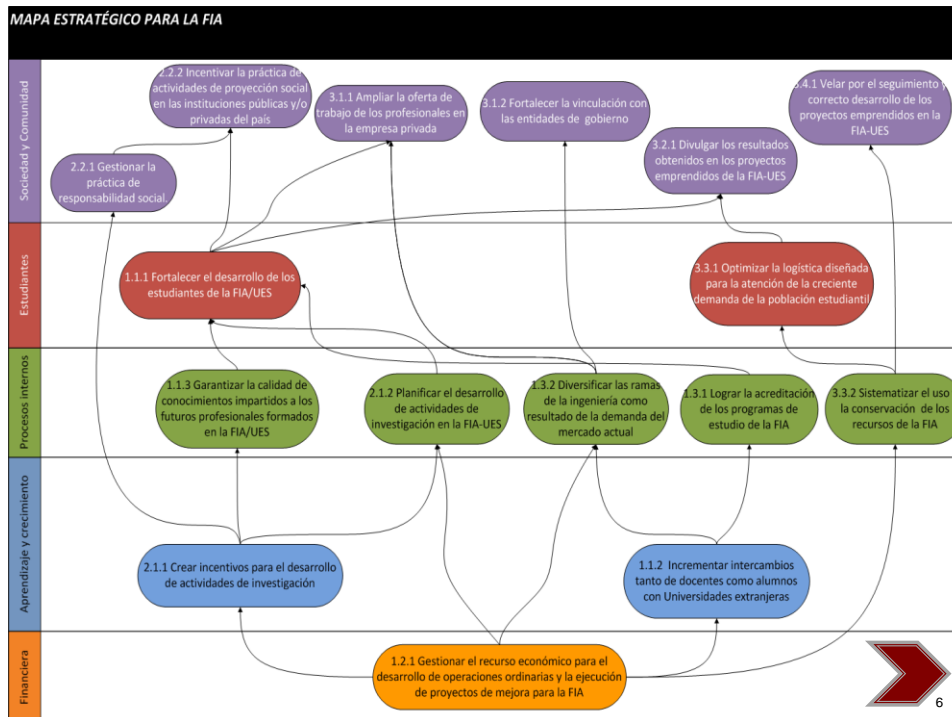 MAPA ESTRATÉGICO PARA LA FIA
Sociedad y Comunidad
2.2.2 Incentivar la práctica de
actividades de proyección social
en las instituciones públicas y/o
privadas del país
3.1.1 Ampliar la oferta de
trabajo de los profesionales en
la empresa privada
3.1.2 Fortalecer la vinculación con
las entidades de gobierno
3.4.1 Velar por el seguimiento y
correcto desarrollo de los
proyectos emprendidos en la
FIA-UES
2.2.1 Gestionar la
práctica de
responsabilidad social.
3.2.1 Divulgar los resultados
obtenidos en los proyectos
emprendidos de la FIA-UES
Estudiantes
1.1.1 Fortalecer el desarrollo de los
estudiantes de la FIA/UES
3.3.1 Optimizar la logística diseñada
para la atención de la creciente
demanda de la población estudiantil
Procesos internos
1.1.3 Garantizar la calidad de
conocimientos impartidos a los
futuros profesionales formados
en la FIA/UES
2.1.2 Planificar el desarrollo
de actividades de
investigación en la FIA-UES
1.3.2 Diversificar las ramas de
la ingeniería como
resultado de la demanda del
mercado actual
1.3.1 Lograr la acreditación
de los programas de
estudio de la FIA
3.3.2 Sistematizar el uso y
la conservación de los
recursos de la FIA
Aprendizaje y crecimiento
2.1.1 Crear incentivos para el desarrollo
de actividades de investigación
1.1.2 Incrementar intercambios
tanto de docentes como alumnos
con Universidades extranjeras
Financiera
1.2.1 Gestionar el recurso económico para el
desarrollo de operaciones ordinarias y la ejecución
de proyectos de mejora para la FIA
6